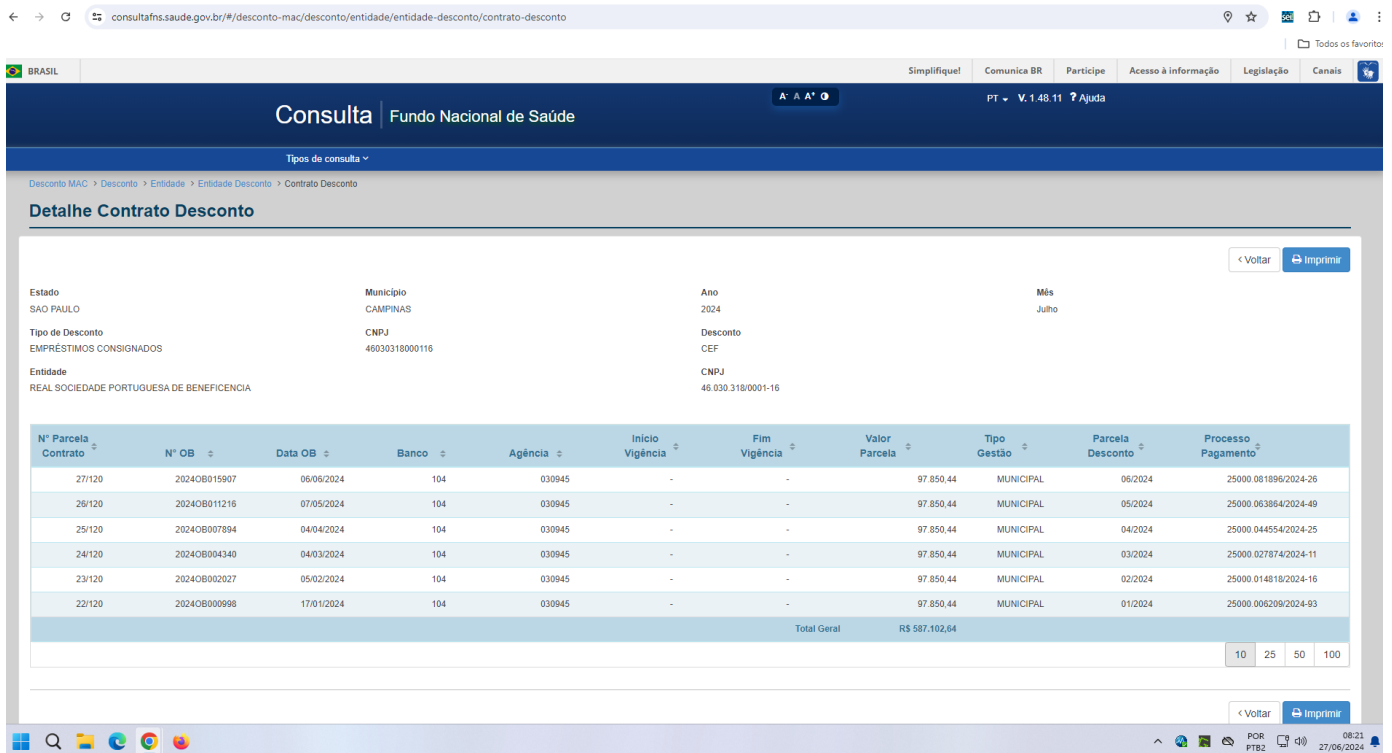 consultafns.saude.gov.br/#/desconto-mac/desconto/entidade/entidade-desconto/contrato-desconto
sei
Todos os favoritos
BRASIL Simplifique! Comunica BR Participe Acesso à informação Legislação Canais
Consulta Fundo Nacional de Saúde A- A A+ PT V. 1.48.11 ? Ajuda
Tipos de consulta
Desconto MAC > Desconto > Entidade > Entidade Desconto > Contrato Desconto
Detalhe Contrato Desconto
< Voltar Imprimir
Estado Município Ano Mês
SAO PAULO CAMPINAS 2024 Julho
Tipo de Desconto CNPJ Desconto
EMPRÉSTIMOS CONSIGNADOS 46030318000116 CEF
Entidade CNPJ
REAL SOCIEDADE PORTUGUESA DE BENEFICENCIA 46.030.318/0001-16
N° Parcela Contrato N° OB Data OB Banco Agência Inicio Vigência Fim Vigência Valor Parcela Tipo Gestão Parcela Desconto Processo Pagamento
27/120 2024OB015907 06/06/2024 104 030945 - - 97.850,44 MUNICIPAL 06/2024 25000.081896/2024-26
26/120 2024OB011216 07/05/2024 104 030945 - - 97.850,44 MUNICIPAL 05/2024 25000.063864/2024-49
25/120 2024OB007894 04/04/2024 104 030945 - - 97.850,44 MUNICIPAL 04/2024 25000.044554/2024-25
24/120 2024OB004340 04/03/2024 104 030945 - - 97.850,44 MUNICIPAL 03/2024 25000.027874/2024-11
23/120 2024OB002027 05/02/2024 104 030945 - - 97.850,44 MUNICIPAL 02/2024 25000.014818/2024-16
22/120 2024OB000998 17/01/2024 104 030945 - - 97.850,44 MUNICIPAL 01/2024 25000.006209/2024-93
Total Geral R$ 587.102,64
10 25 50 100
< Voltar Imprimir
POR 08:21
PTB2 27/06/2024